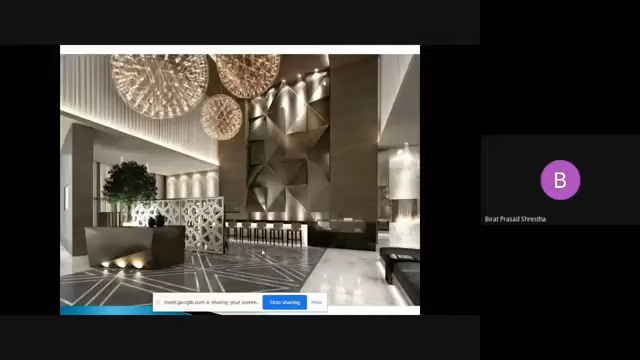 meet.google.com is sharing your screen.
Stop sharing
Hide
B
Birat Prasad Shrestha